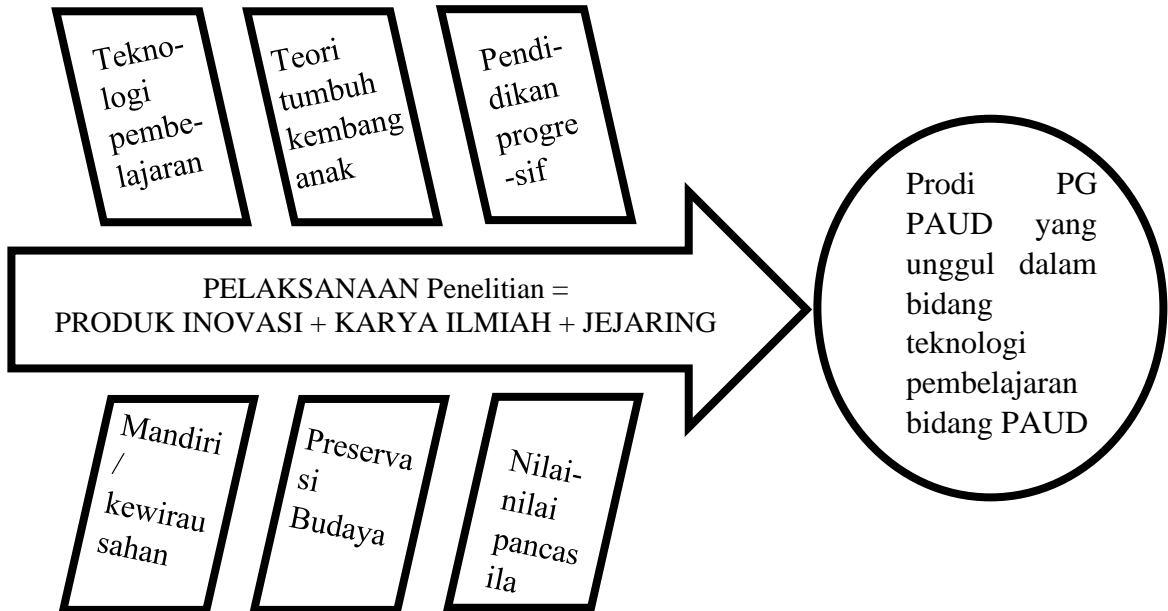 Tekno-
logi
pembe-
lajaran
Teori
tumbuh
kembang
anak
Pendi-
dikan
progre
-sif
PELAKSANAAN Penelitian =
PRODUK INOVASI + KARYA ILMIAH + JEJARING
Prodi PG
PAUD yang
unggul dalam
bidang
teknologi
pembelajaran
bidang PAUD
Mandiri
/
kewirau
sahan
Preserva
si
Budaya
Nilai-
nilai
pancas
ila